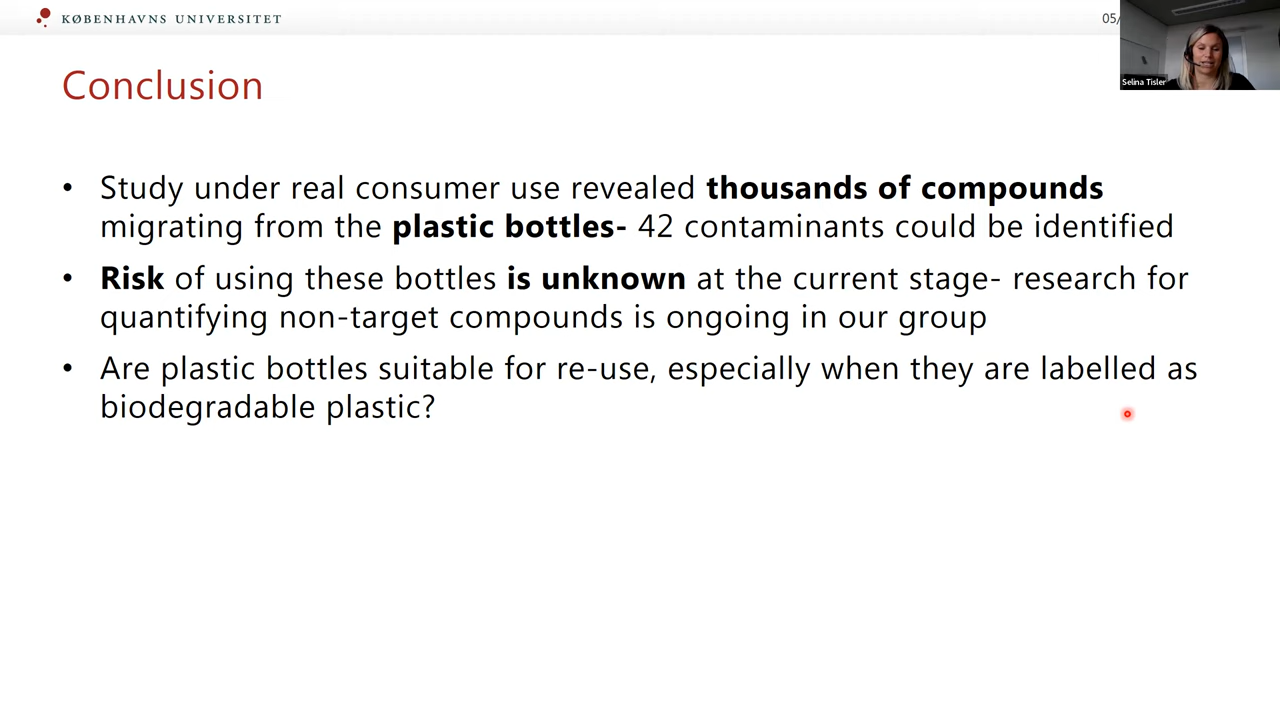 KØBENHAVNS UNIVERSITET
05/
Selina Tisler
Conclusion
• Study under real consumer use revealed thousands of compounds
migrating from the plastic bottles- 42 contaminants could be identified
• Risk of using these bottles is unknown at the current stage- research for
quantifying non-target compounds is ongoing in our group
• Are plastic bottles suitable for re-use, especially when they are labelled as
biodegradable plastic?